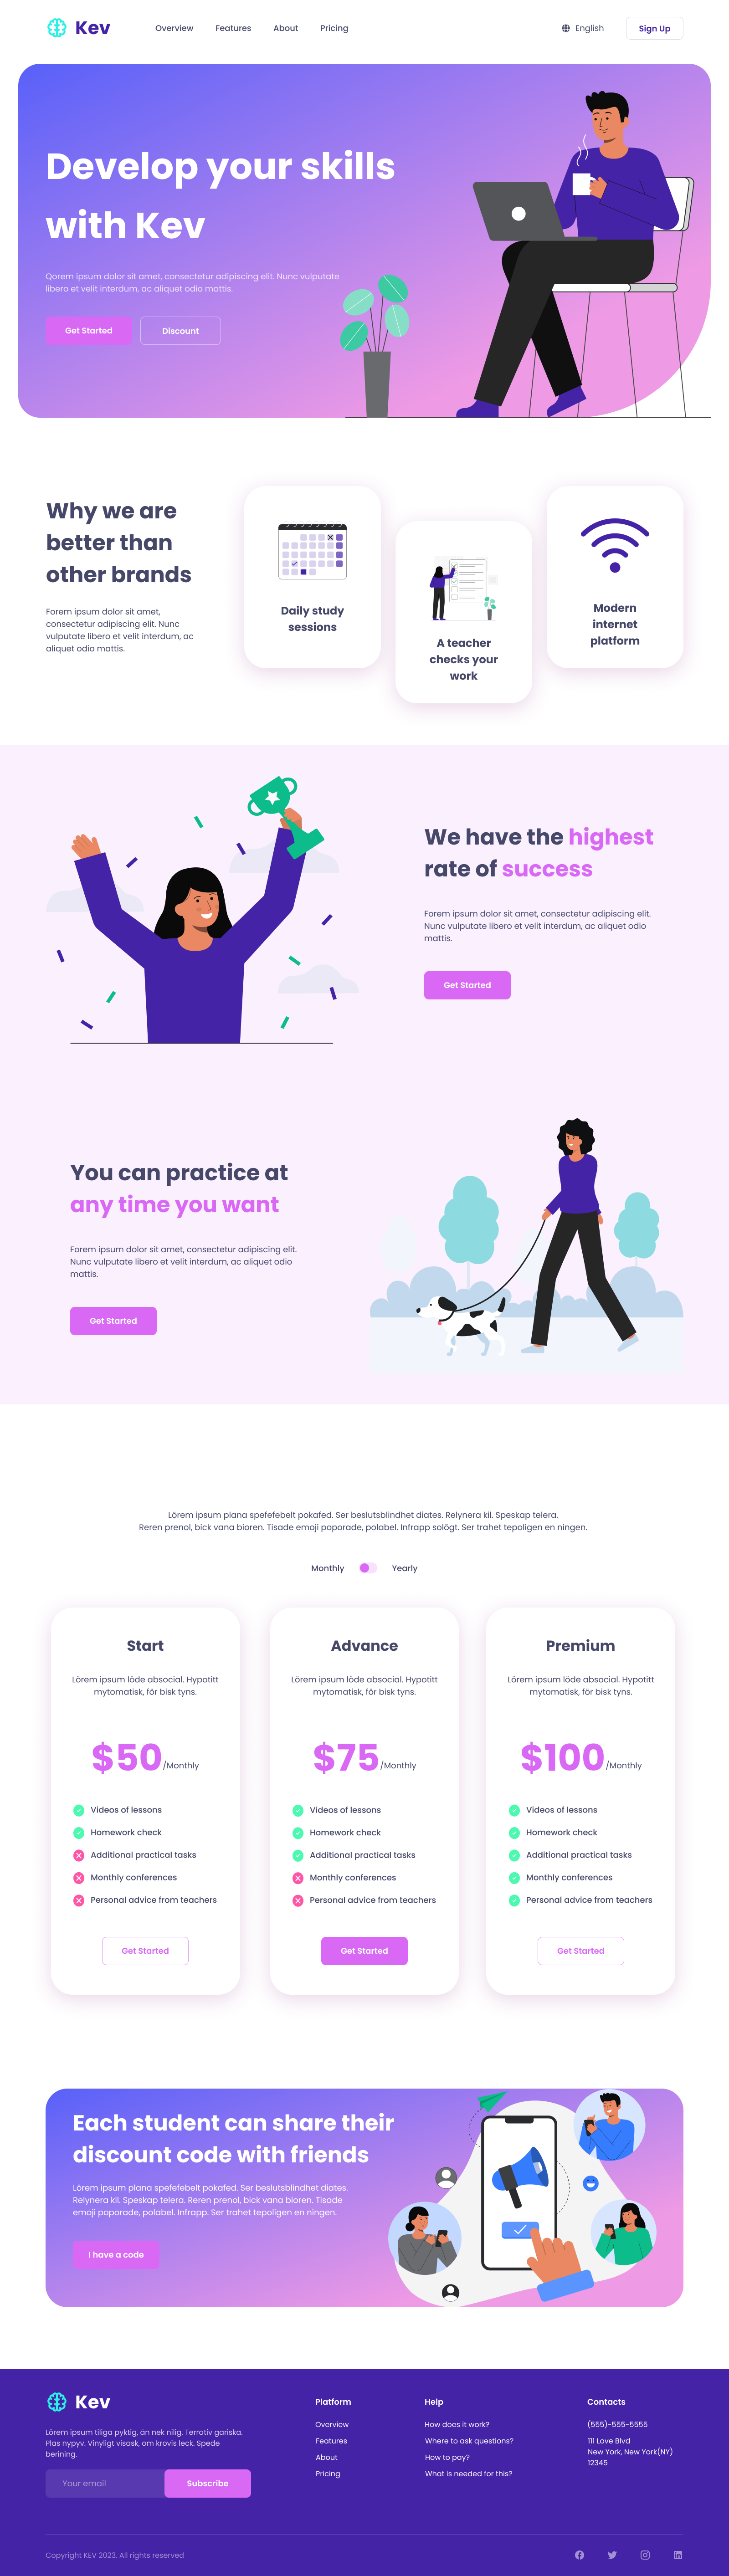 Kev
Overview
Features
About
Pricing
English
Sign Up
Develop your skills
with Kev
Qorem ipsum dolor sit amet, consectetur adipiscing elit. Nunc vulputate
libero et velit interdum, ac aliquet odio mattis.
Get Started
Discount
Why we are
better than
other brands
Forem ipsum dolor sit amet,
consectetur adipiscing elit. Nunc
vulputate libero et velit interdum, ac
aliquet odio mattis.
Daily study
sessions
A teacher
checks your
work
Modern
internet
platform
We have the highest
rate of success
Forem ipsum dolor sit amet, consectetur adipiscing elit.
Nunc vulputate libero et velit interdum, ac aliquet odio
mattis.
Get Started
You can practice at
any time you want
Forem ipsum dolor sit amet, consectetur adipiscing elit.
Nunc vulputate libero et velit interdum, ac aliquet odio
mattis.
Get Started
Lörem ipsum plana spefefebelt pokafed. Ser beslutsblindhet diates. Relynera kil. Speskap telera.
Reren prenol, bick vana bioren. Tisade emoji poporade, polabel. Infrapp sologt. Ser trahet tepoligen en ningen.
Monthly
Yearly
Start
Lörem ipsum löde absocial. Hypotitt
mytomatisk, för bisk tyns.
$50/Monthly
Videos of lessons
Homework check
Additional practical tasks
Monthly conferences
Personal advice from teachers
Get Started
Advance
Lörem ipsum löde absocial. Hypotitt
mytomatisk, för bisk tyns.
$75/Monthly
Videos of lessons
Homework check
Additional practical tasks
Monthly conferences
Personal advice from teachers
Get Started
Premium
Lörem ipsum löde absocial. Hypotitt
mytomatisk, för bisk tyns.
$100/Monthly
Videos of lessons
Homework check
Additional practical tasks
Monthly conferences
Personal advice from teachers
Get Started
Each student can share their
discount code with friends
Lörem ipsum plana spefefebelt pokafed. Ser beslutsblindhet diates.
Relynera kil. Speskap telera. Reren prenol, bick vana bioren. Tisade
emoji poporade, polabel. Infrapp. Ser trahet tepoligen en ningen.
I have a code
Kev
Lörem ipsum tiliga pyktig, än nek nilig. Terrativ gariska.
Plas nypyv. Vinyligt visask, om krovis leck. Spede
berining.
Your email
Subscribe
Platform
Overview
Features
About
Pricing
Help
How does it work?
Where to ask questions?
How to pay?
What is needed for this?
Contacts
(555)-555-5555
111 Love Blvd
New York, New York(NY)
12345
Copyright KEV 2023. All rights reserved